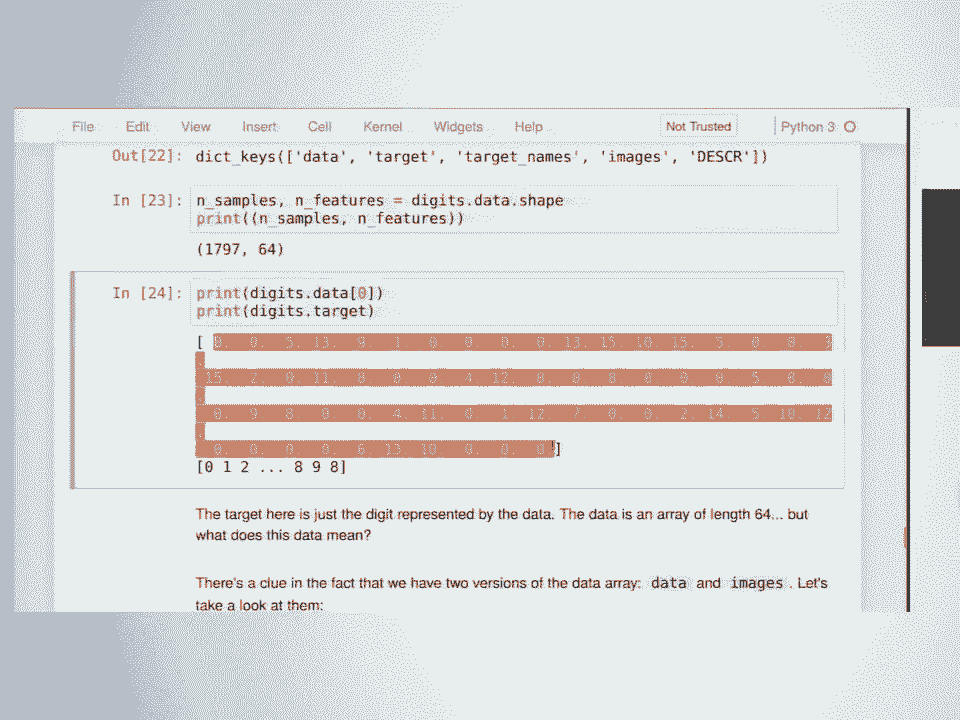 File Edit View Insert Cell Kernel Widgets Help Not Trusted Python 3
Out[22]: dict_keys(['data', 'target', 'target_names', 'images', 'DESCR'])
In [23]: n_samples, n_features = digits.data.shape
print((n_samples, n_features))
(1797, 64)
In [24]: print(digits.data[0])
print(digits.target)
[ 0. 0. 5. 13. 9. 1. 0. 0. 0. 0. 13. 15. 10. 15. 5. 0. 0. 3
.
15. 2. 0. 11. 8. 0. 0. 4. 12. 0. 0. 8. 8. 0. 0. 5. 8. 0
.
0. 9. 8. 0. 0. 4. 11. 0. 1. 12. 7. 0. 0. 2. 14. 5. 10. 12
.
0. 0. 0. 0. 6. 13. 10. 0. 0. 0.]
[0 1 2 ... 8 9 8]
The target here is just the digit represented by the data. The data is an array of length 64... but
what does this data mean?
There's a clue in the fact that we have two versions of the data array: data and images . Let's
take a look at them: